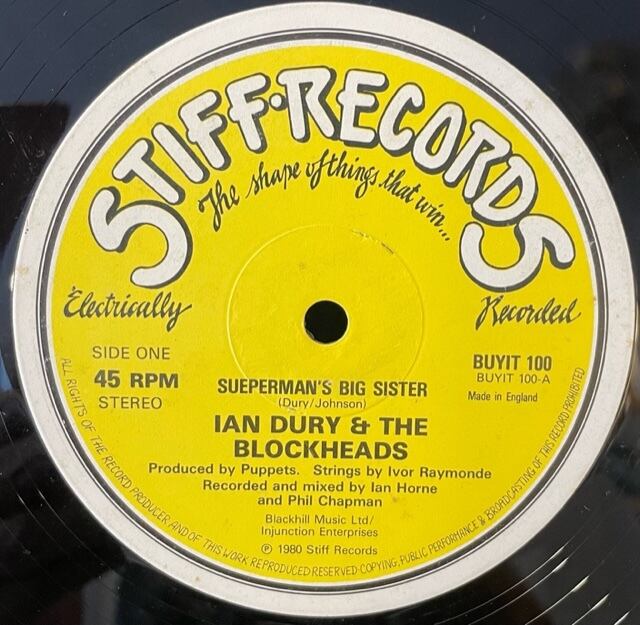 STIFF·RECORDS
The shape of things that win...
Electrically
Recorded
SIDE ONE
45 RPM
STEREO
BUYIT 100
BUYIT 100-A
Made in England
SUEPERMAN'S BIG SISTER
(Dury/Johnson)
IAN DURY & THE
BLOCKHEADS
Produced by Puppets. Strings by Ivor Raymonde
Recorded and mixed by Ian Horne
and Phil Chapman
Blackhill Music Ltd/
Injunction Enterprises
℗ 1980 Stiff Records
ALL RIGHTS OF THE RECORD PRODUCER AND OF THIS WORK REPRODUCED RESERVED·COPYING, PUBLIC PERFORMANCE & BROADCASTING OF THIS RECORD PROHIBITED